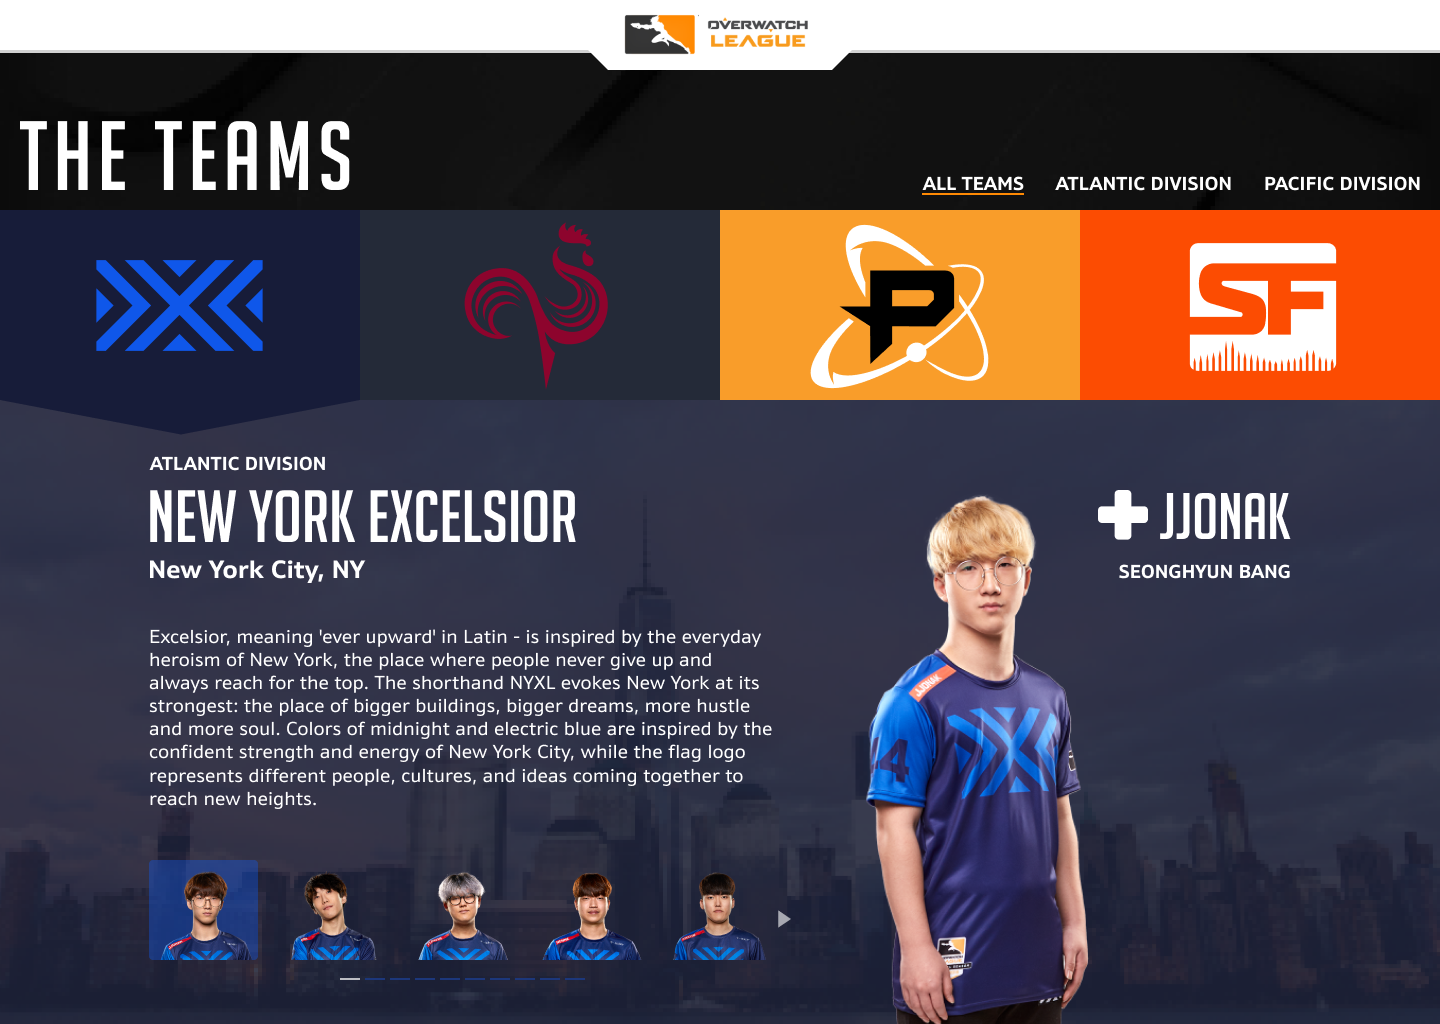 OVERWATCH
LEAGUE
THE TEAMS
ALL TEAMS ATLANTIC DIVISION PACIFIC DIVISION
P
SF
ATLANTIC DIVISION
NEW YORK EXCELSIOR
New York City, NY
JJONAK
SEONGHYUN BANG
Excelsior, meaning 'ever upward' in Latin - is inspired by the everyday
heroism of New York, the place where people never give up and
always reach for the top. The shorthand NYXL evokes New York at its
strongest: the place of bigger buildings, bigger dreams, more hustle
and more soul. Colors of midnight and electric blue are inspired by the
confident strength and energy of New York City, while the flag logo
represents different people, cultures, and ideas coming together to
reach new heights.
JJONAK
44